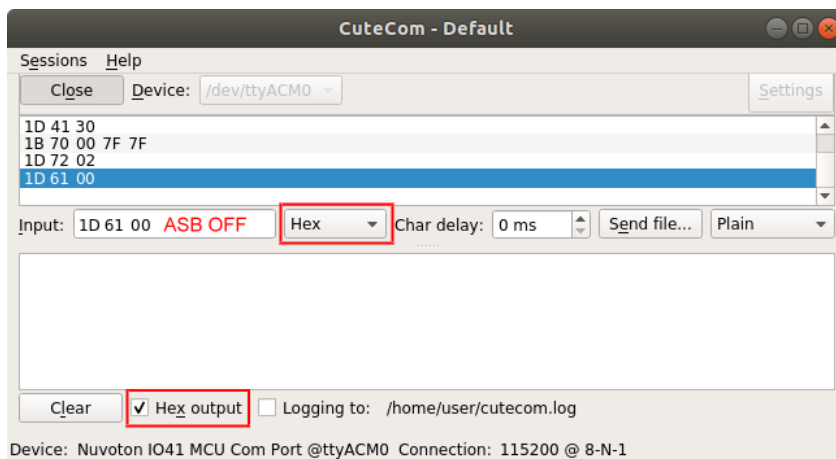 CuteCom - Default
Sessions Help
Close Device: /dev/ttyACM0 Settings
1D 41 30
1B 70 00 7F 7F
1D 72 02
1D 61 00
Input: 1D 61 00 ASB OFF Hex Char delay: 0 ms Send file... Plain
Clear Hex output Logging to: /home/user/cutecom.log
Device: Nuvoton IO41 MCU Com Port @ttyACM0 Connection: 115200 @ 8-N-1